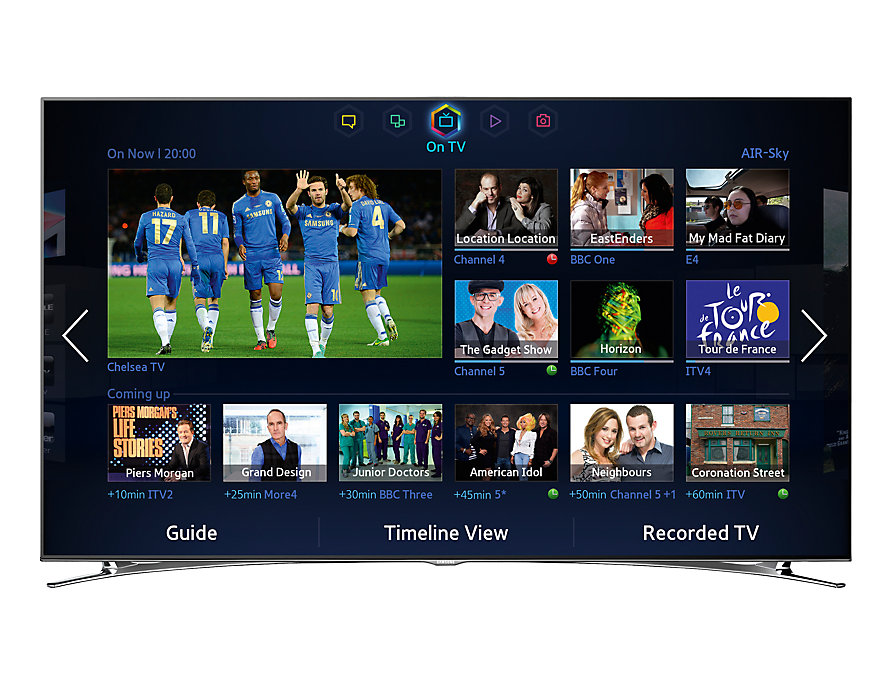 On TV
On Now | 20:00
AIR-Sky
HAZARD
17
11
SAMSUNG
SAMSUNG
DAVID LUIZ
4
Chelsea TV
Location Location
Channel 4
EastEnders
BBC One
My Mad Fat Diary
E4
The Gadget Show
Channel 5
Horizon
BBC Four
le
TOUR
de
france
Tour de France
ITV4
Coming up
PIERS MORGAN'S
LIFE
STORIES
Piers Morgan
+10min ITV2
Grand Design
+25min More4
Junior Doctors
+30min BBC Three
American Idol
+45min 5*
Neighbours
+50min Channel 5 +1
Coronation Street
+60min ITV
Guide
Timeline View
Recorded TV
SAMSUNG